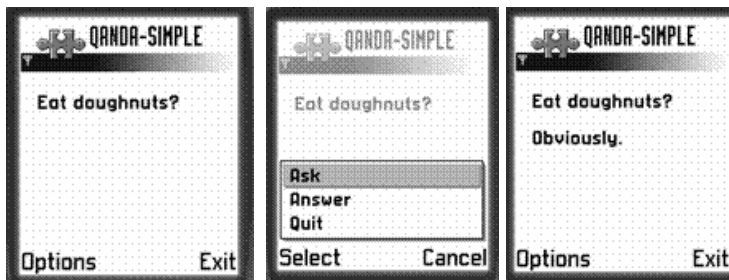 QANDA-SIMPLE
Eat doughnuts?
Options Exit
QANDA-SIMPLE
Eat doughnuts?
Ask
Answer
Quit
Select Cancel
QANDA-SIMPLE
Eat doughnuts?
Obviously.
Options Exit